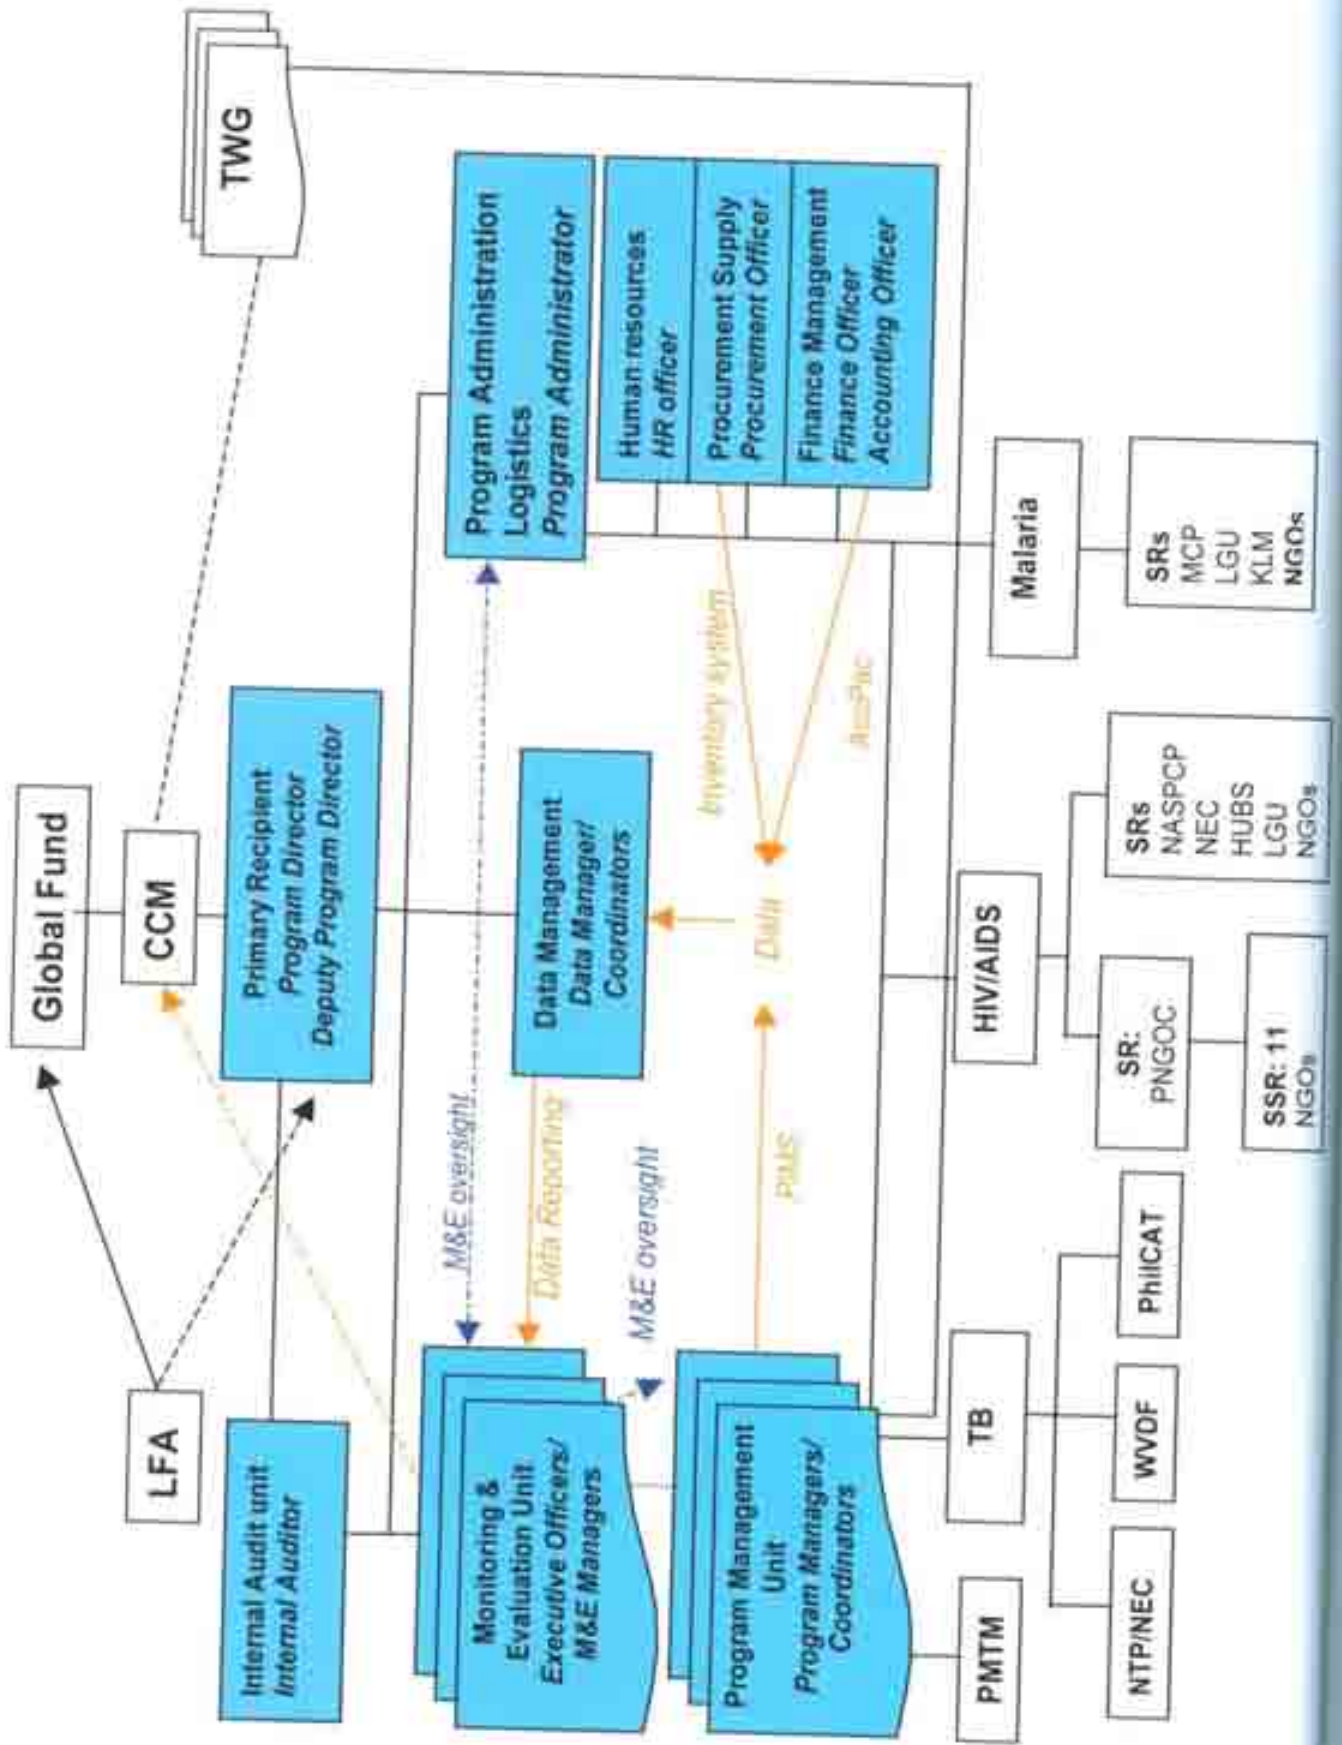 Global Fund
LFA
CCM
TWG
Internal Audit unit
Internal Auditor
Primary Recipient
Program Director
Deputy Program Director
M&E oversight
Program Administration
Logistics
Program Administrator
Monitoring &
Evaluation Unit
Executive Officers/
M&E Managers
Data Reporting
Data Management
Data Manager/
Coordinators
Human resources
HR officer
Procurement Supply
Procurement Officer
Finance Management
Finance Officer
Accounting Officer
M&E oversight
Inventory system
Program Management
Unit
Program Managers/
Coordinators
PIMS
Data
PMTM
TB
HIV/AIDS
Malaria
NTP/NEC
WVDF
PhilCAT
SR:
PNGOC
SSR: 11
NGOs
SRs
NASPCP
NEC
HUBS
LGU
NGOs
SRs
MCP
LGU
KLM
NGOs